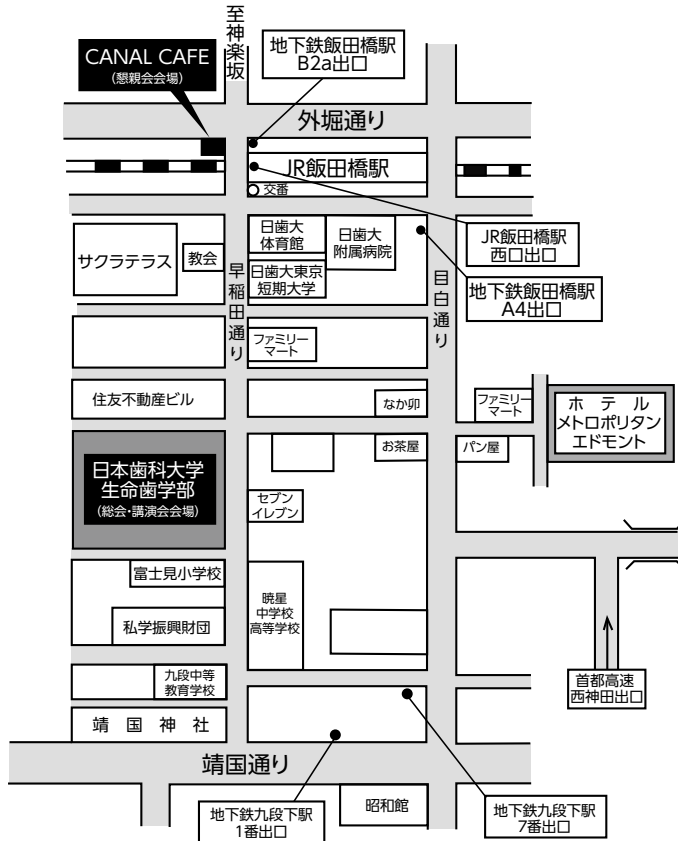 至神楽坂
CANAL CAFE
(懇親会会場)
地下鉄飯田橋駅
B2a出口
外堀通り
JR飯田橋駅
交番
サクラテラス
教会
日歯大
体育館
日歯大
附属病院
日歯大東京
短期大学
早稲田通り
目白通り
JR飯田橋駅
西口出口
地下鉄飯田橋駅
A4出口
ファミリー
マート
住友不動産ビル
なか卯
ファミリー
マート
ホテル
メトロポリタン
エドモント
日本歯科大学
生命歯学部
(総会・講演会会場)
お茶屋
パン屋
セブン
イレブン
富士見小学校
私学振興財団
暁星
中学校
高等学校
九段中等
教育学校
首都高速
西神田出口
靖国神社
靖国通り
地下鉄九段下駅
1番出口
昭和館
地下鉄九段下駅
7番出口